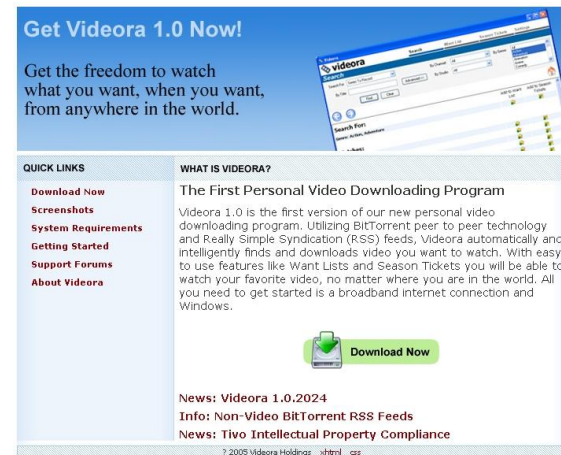 Get Videora 1.0 Now!
Get the freedom to watch
what you want, when you want,
from anywhere in the world.
videora
Search
QUICK LINKS
Download Now
Screenshots
System Requirements
Getting Started
Support Forums
About Videora
WHAT IS VIDEORA?
The First Personal Video Downloading Program
Videora 1.0 is the first version of our new personal video
downloading program. Utilizing BitTorrent peer to peer technology
and Really Simple Syndication (RSS) feeds, Videora automatically and
intelligently finds and downloads video you want to watch. With easy
to use features like Want Lists and Season Tickets you will be able to
watch your favorite video, no matter where you are in the world. All
you need to get started is a broadband internet connection and
Windows.
Download Now
News: Videora 1.0.2024
Info: Non-Video BitTorrent RSS Feeds
News: Tivo Intellectual Property Compliance
? 2005 Videora Holdings xhtml css